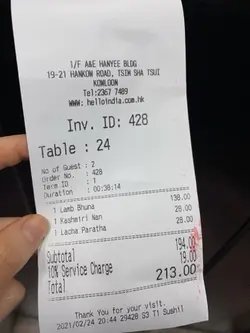 1/F A&E HANYEE BLDG
19-21 HANKOW ROAD, TSIM SHA TSUI
KOWLOON
Tel:2367 7489
WWW: helloindia.com.hk
Inv. ID: 428
Table : 24
No of Guest : 2
Order No. : 428
Term ID : 1
Duration : 00:38:14
1 Lamb Bhuna 138.00
1 Kashmiri Nan 28.00
1 Lacha Paratha 28.00
Subtotal 194.00
10% Service Charge 19.00
Total 213.00
Thank You for your visit.
2021/02/24 20:44 29428 S3 T1 Sushil